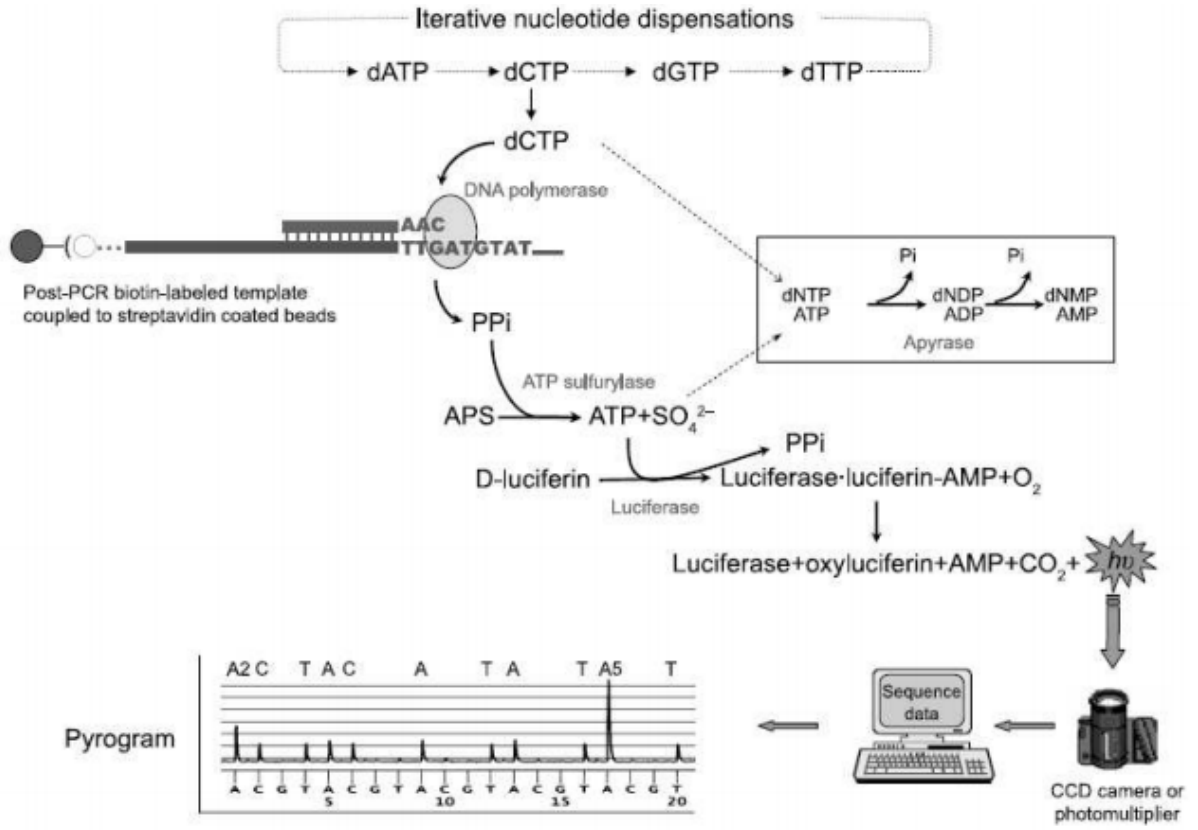 Iterative nucleotide dispensations
dATP dCTP dGTP dTTP
dCTP
DNA polymerase
AAC
TTGATGTAT
Post-PCR biotin-labeled template
coupled to streptavidin coated beads
PPi
Pi Pi
dNTP dNDP dNMP
ATP ADP AMP
Apyrase
ATP sulfurylase
APS ATP+SO₄²⁻
PPi
D-luciferin Luciferase·luciferin-AMP+O₂
Luciferase
Luciferase+oxyluciferin+AMP+CO₂+ hυ
A2 C T A C A T A T A5 T
Pyrogram
A C G T A C G T A C G T A C G T A C G T
5 10 15 20
Sequence
data
CCD camera or
photomultiplier